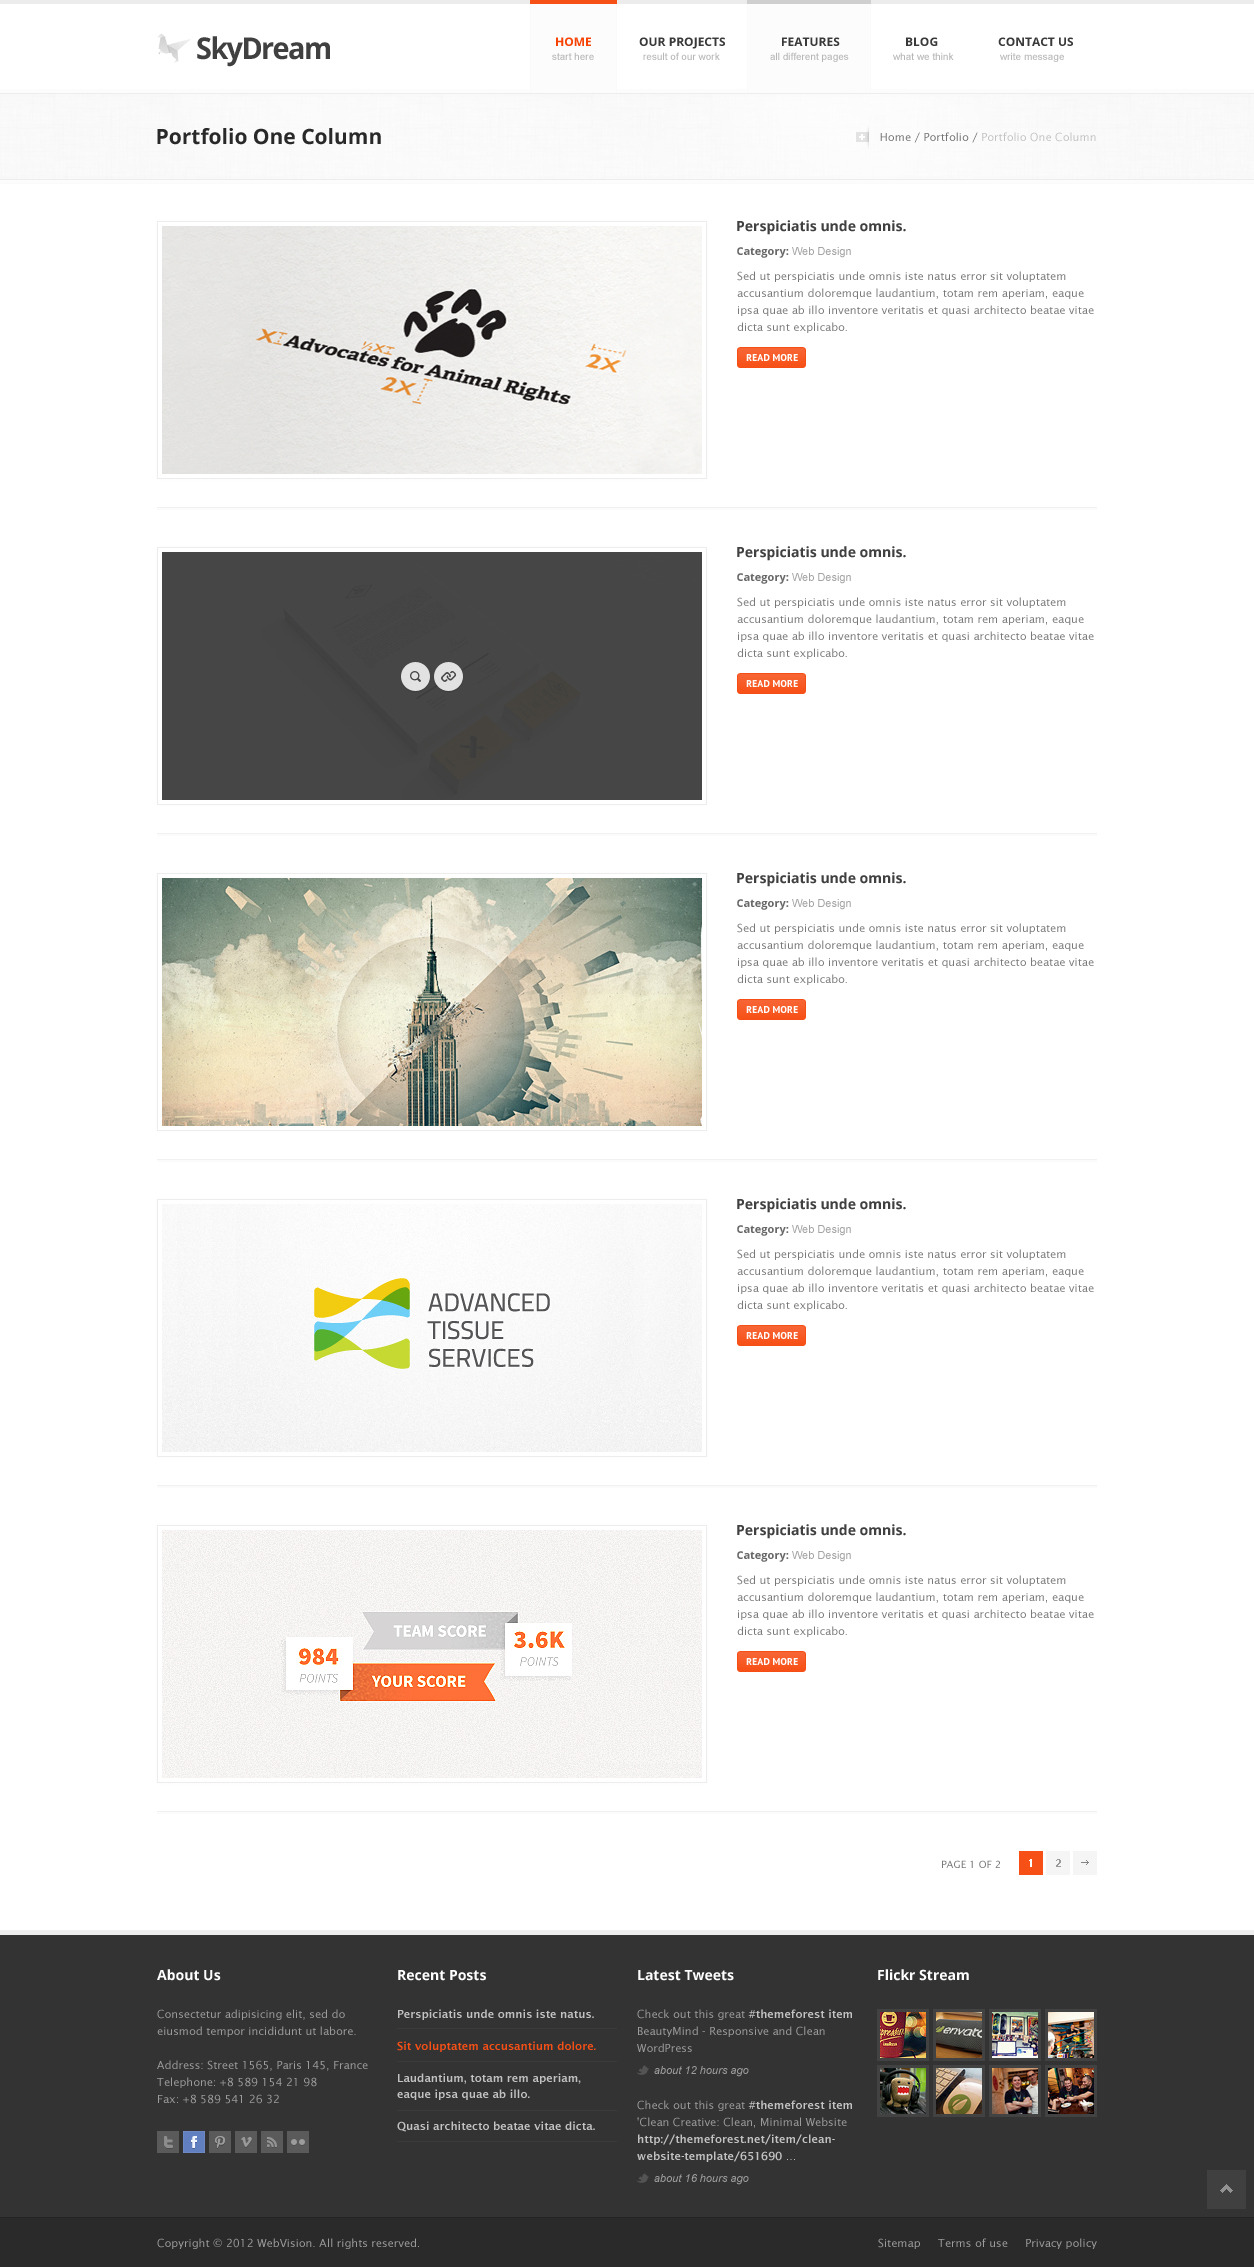 SkyDream
HOME
start here
OUR PROJECTS
result of our work
FEATURES
all different pages
BLOG
what we think
CONTACT US
write message
Portfolio One Column
Home / Portfolio / Portfolio One Column
AFAR
X
½X
Advocates for Animal Rights
2X
2X
Perspiciatis unde omnis.
Category: Web Design
Sed ut perspiciatis unde omnis iste natus error sit voluptatem
accusantium doloremque laudantium, totam rem aperiam, eaque
ipsa quae ab illo inventore veritatis et quasi architecto beatae vitae
dicta sunt explicabo.
READ MORE
Perspiciatis unde omnis.
Category: Web Design
Sed ut perspiciatis unde omnis iste natus error sit voluptatem
accusantium doloremque laudantium, totam rem aperiam, eaque
ipsa quae ab illo inventore veritatis et quasi architecto beatae vitae
dicta sunt explicabo.
READ MORE
Perspiciatis unde omnis.
Category: Web Design
Sed ut perspiciatis unde omnis iste natus error sit voluptatem
accusantium doloremque laudantium, totam rem aperiam, eaque
ipsa quae ab illo inventore veritatis et quasi architecto beatae vitae
dicta sunt explicabo.
READ MORE
ADVANCED
TISSUE
SERVICES
Perspiciatis unde omnis.
Category: Web Design
Sed ut perspiciatis unde omnis iste natus error sit voluptatem
accusantium doloremque laudantium, totam rem aperiam, eaque
ipsa quae ab illo inventore veritatis et quasi architecto beatae vitae
dicta sunt explicabo.
READ MORE
TEAM SCORE
3.6K
POINTS
984
POINTS
YOUR SCORE
Perspiciatis unde omnis.
Category: Web Design
Sed ut perspiciatis unde omnis iste natus error sit voluptatem
accusantium doloremque laudantium, totam rem aperiam, eaque
ipsa quae ab illo inventore veritatis et quasi architecto beatae vitae
dicta sunt explicabo.
READ MORE
PAGE 1 OF 2
1
2
About Us
Consectetur adipisicing elit, sed do
eiusmod tempor incididunt ut labore.
Address: Street 1565, Paris 145, France
Telephone: +8 589 154 21 98
Fax: +8 589 541 26 32
Recent Posts
Perspiciatis unde omnis iste natus.
Sit voluptatem accusantium dolore.
Laudantium, totam rem aperiam,
eaque ipsa quae ab illo.
Quasi architecto beatae vitae dicta.
Latest Tweets
Check out this great #themeforest item
BeautyMind - Responsive and Clean
WordPress
about 12 hours ago
Check out this great #themeforest item
'Clean Creative: Clean, Minimal Website
http://themeforest.net/item/clean-
website-template/651690 ...
about 16 hours ago
Flickr Stream
envato
Copyright © 2012 WebVision. All rights reserved.
Sitemap
Terms of use
Privacy policy